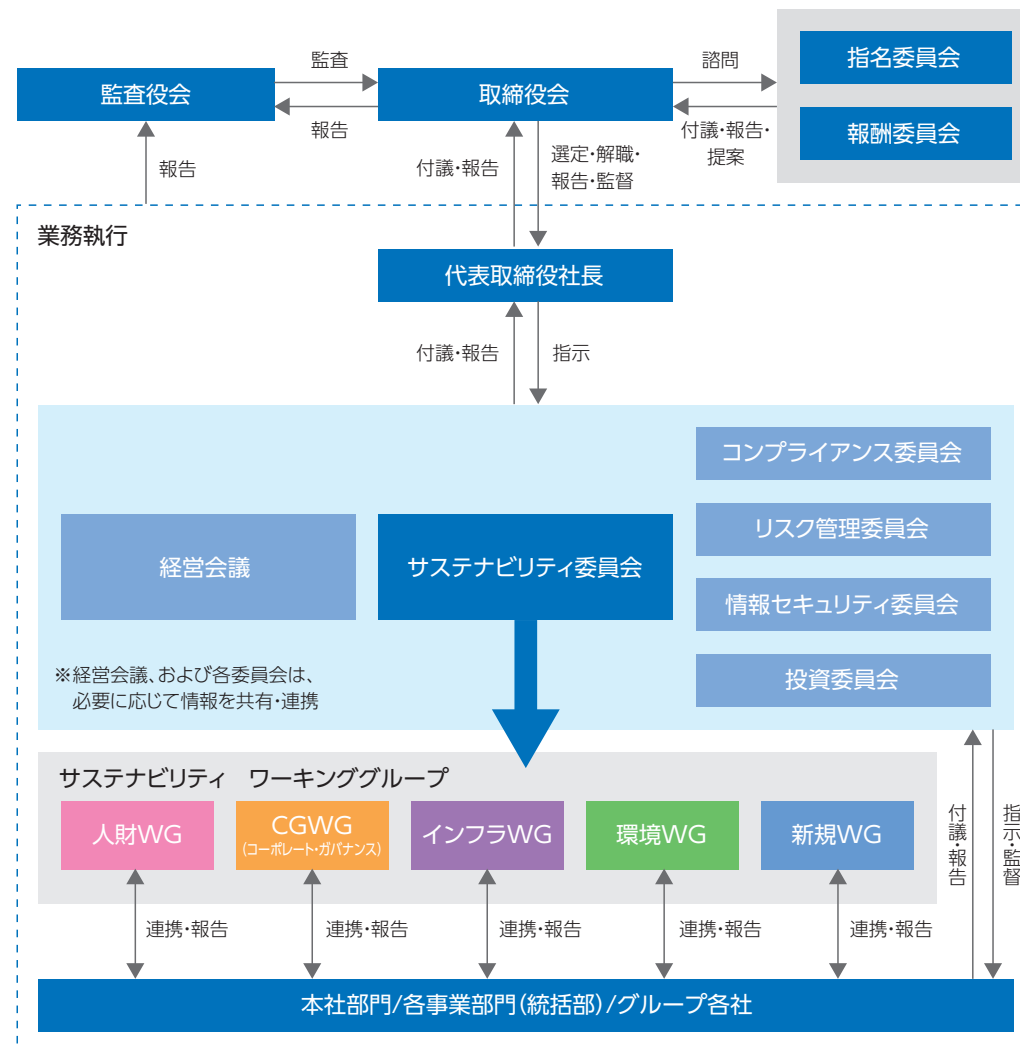 監査役会
監査
報告
取締役会
諮問
付議・報告・
提案
指名委員会
報酬委員会
報告
付議・報告
選定・解職・
報告・監督
業務執行
代表取締役社長
付議・報告
指示
経営会議
サステナビリティ委員会
コンプライアンス委員会
リスク管理委員会
情報セキュリティ委員会
投資委員会
※経営会議、および各委員会は、
必要に応じて情報を共有・連携
サステナビリティ　ワーキンググループ
人財WG
CGWG
(コーポレート・ガバナンス)
インフラWG
環境WG
新規WG
付議・報告
指示・監督
連携・報告
連携・報告
連携・報告
連携・報告
連携・報告
本社部門/各事業部門(統括部)/グループ各社